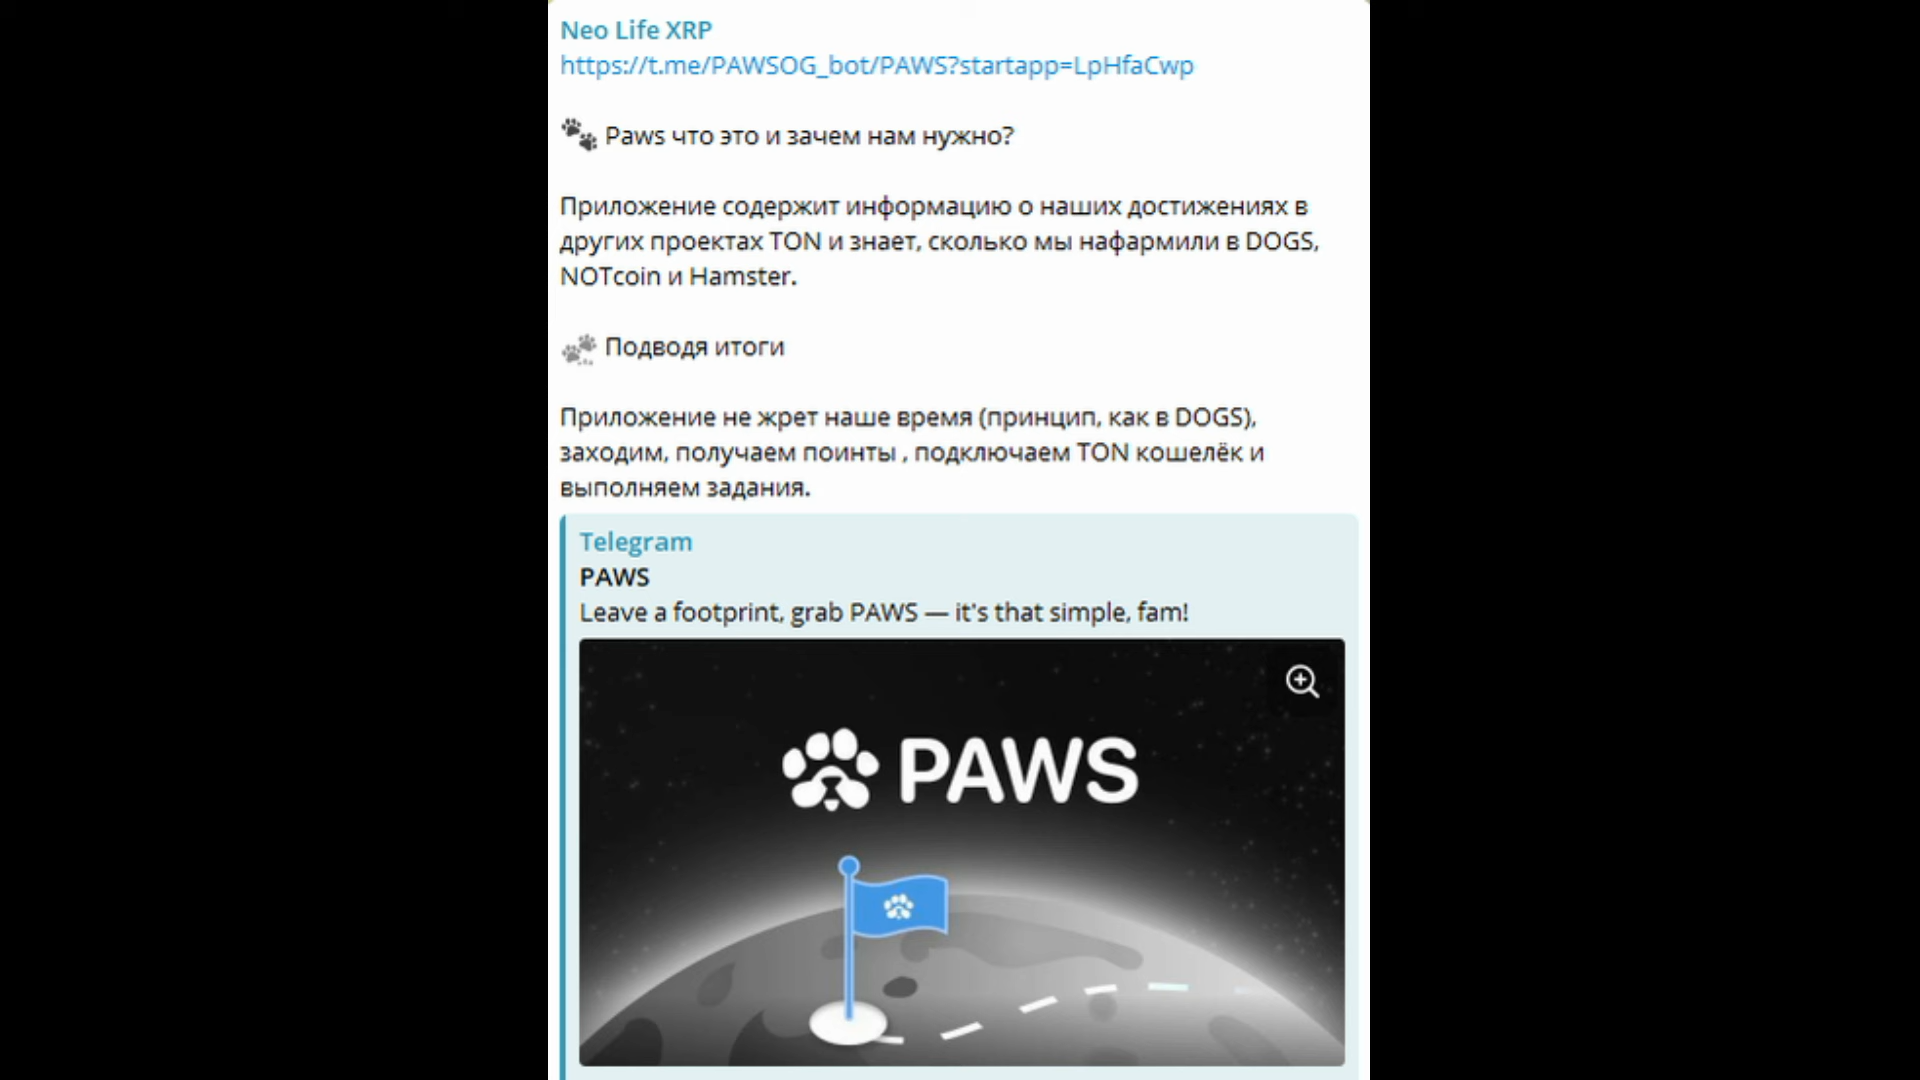 Neo Life XRP
https://t.me/PAWSOG_bot/PAWS?startapp=LpHfaCwp
🐾 Paws что это и зачем нам нужно?
Приложение содержит информацию о наших достижениях в
других проектах TON и знает, сколько мы нафармили в DOGS,
NOTcoin и Hamster.
🐾 Подводя итоги
Приложение не жрет наше время (принцип, как в DOGS),
заходим, получаем поинты , подключаем TON кошелёк и
выполняем задания.
Telegram
PAWS
Leave a footprint, grab PAWS — it's that simple, fam!
PAWS